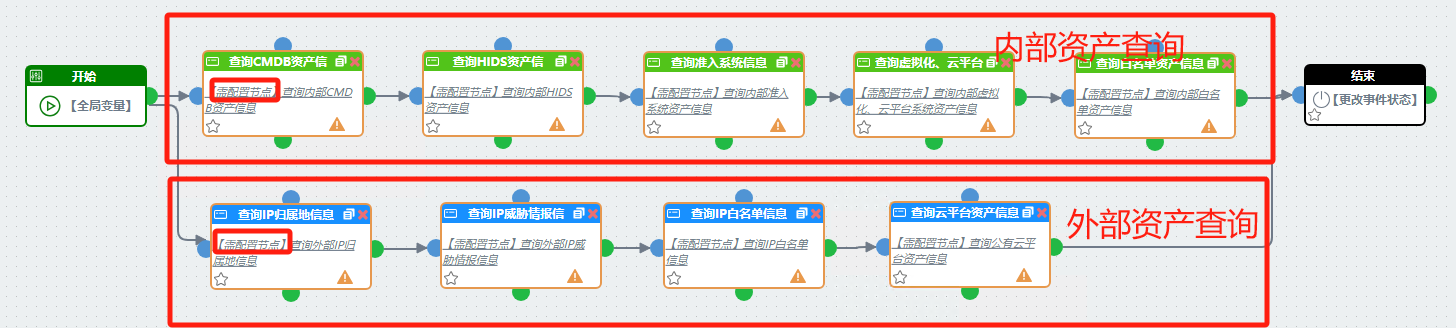 内部资产查询
开始
【全局变量】
查询CMDB资产信
【需配置节点】查询内部CMD
B资产信息
查询HIDS资产信
【需配置节点】查询内部HIDS
资产信息
查询准入系统信息
【需配置节点】查询内部准入
系统资产信息
查询虚拟化、云平台
【需配置节点】查询内部虚拟
化、云平台系统资产信息
查询白名单资产信息
【需配置节点】查询内部白名
单资产信息
结束
【更改事件状态】
外部资产查询
查询IP归属地信息
【需配置节点】查询外部IP归
属地信息
查询IP威胁情报信
【需配置节点】查询外部IP威
胁情报信息
查询IP白名单信息
【需配置节点】查询IP白名单
信息
查询云平台资产信息
【需配置节点】查询公有云平
台资产信息